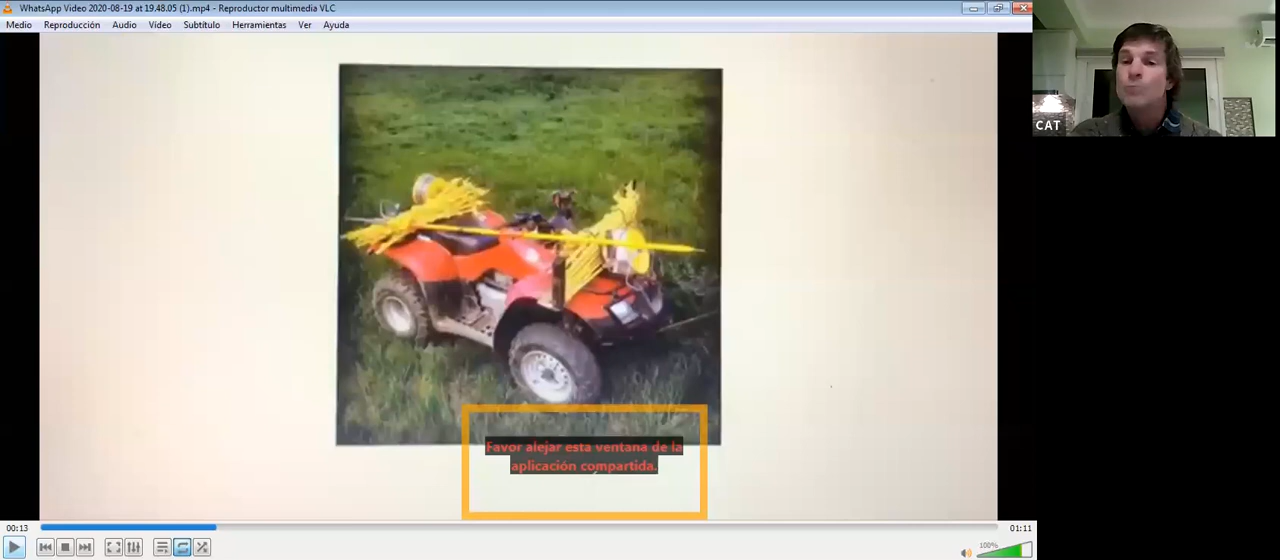 WhatsApp Video 2020-08-19 at 19.48.05 (1).mp4 - Reproductor multimedia VLC
Medio Reproducción Audio Vídeo Subtítulo Herramientas Ver Ayuda
CAT
Favor alejar esta ventana de la
aplicación compartida.
00:13 01:11
100%